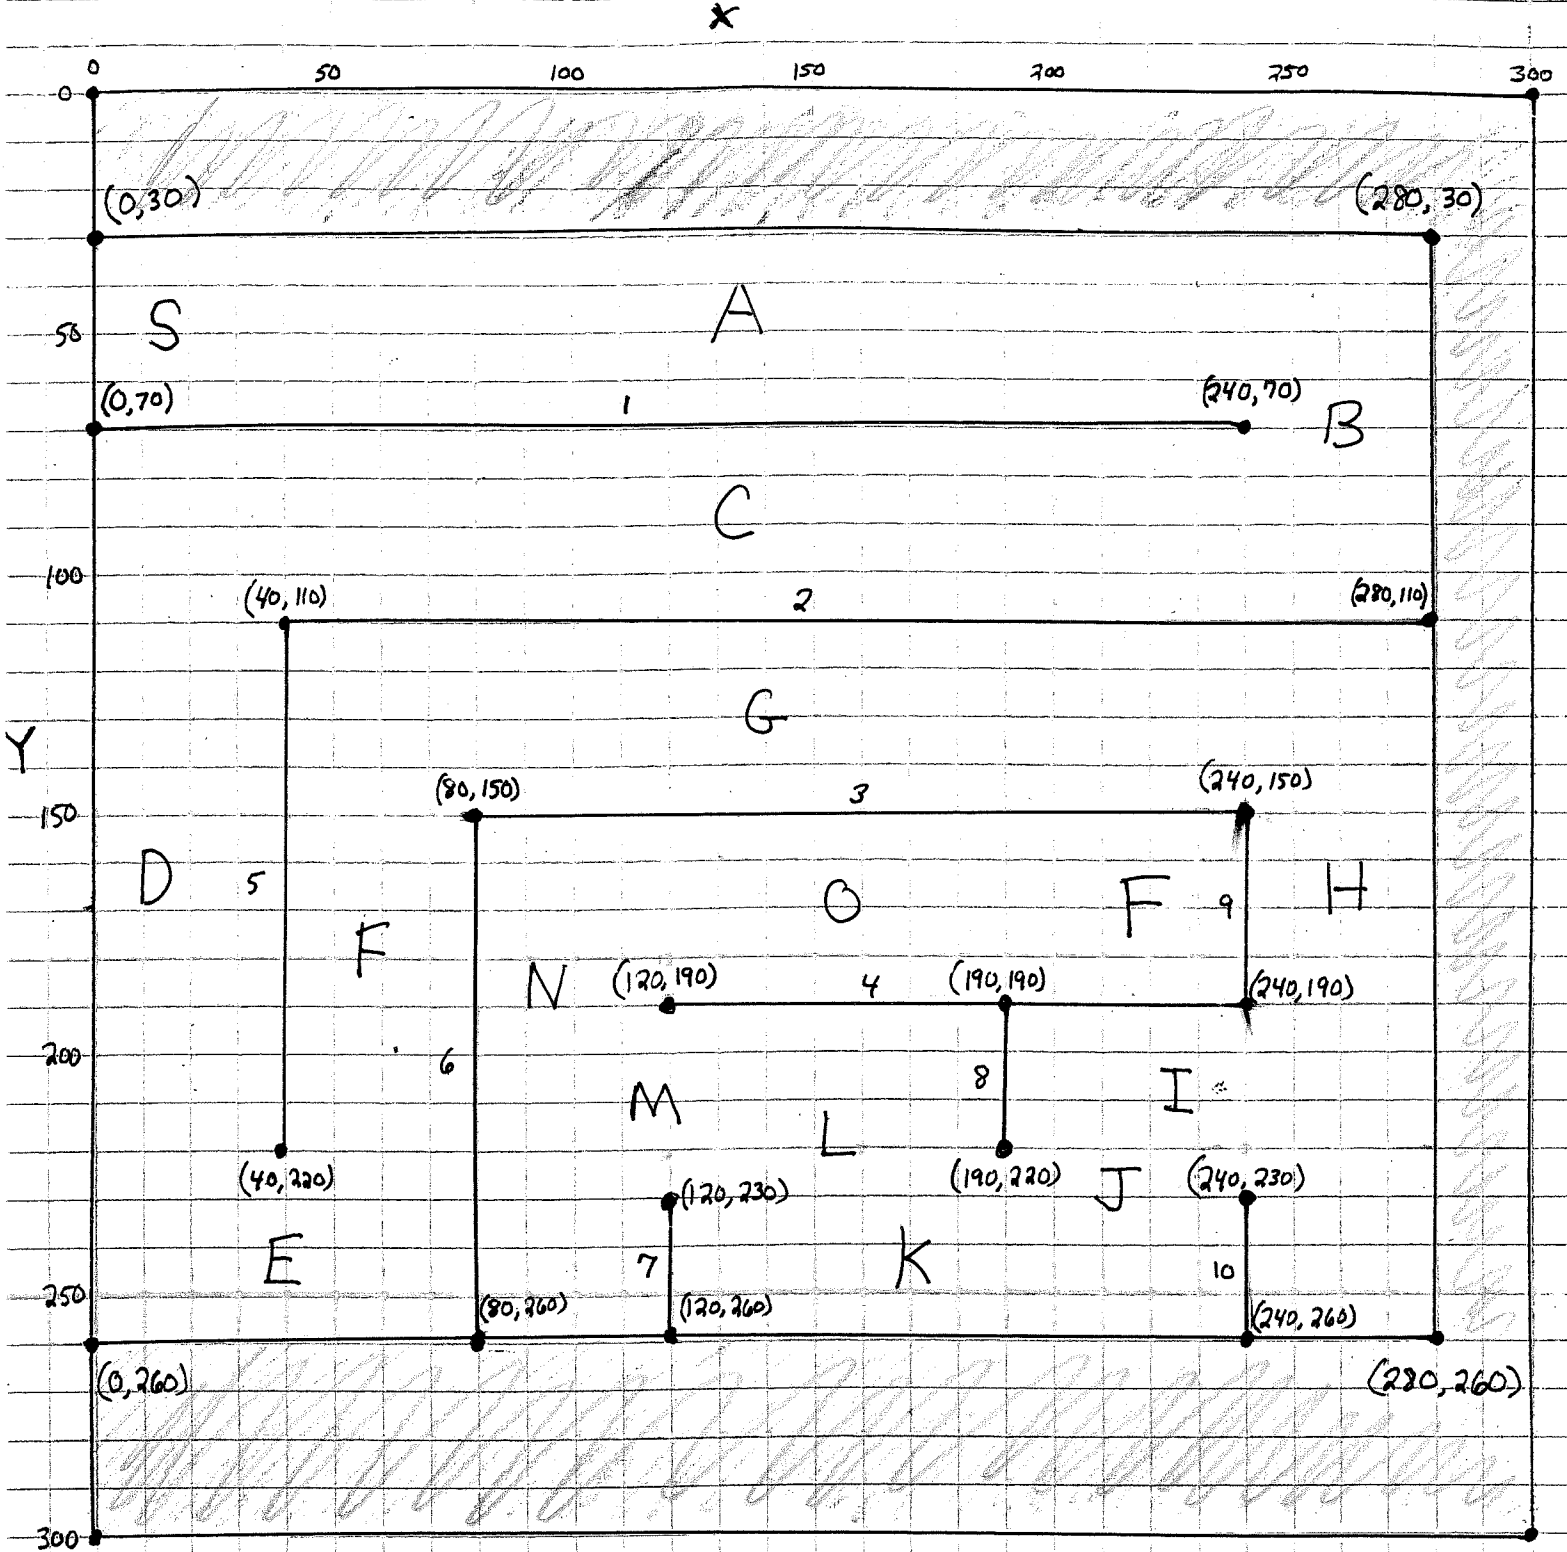 X
0 50 100 150 200 250 300
0
(0,30) (280,30)
S A
50
(0,70) 1 (240,70) B
C
100
(40,110) 2 (280,110)
G
Y
(80,150) 3 (240,150)
150
D 5 O F 9 H
F
N (120,190) 4 (190,190) (240,190)
200
6 8 I
M
L
(40,220) (190,220) J (240,230)
(120,230)
E 7 K 10
250
(80,260) (120,260) (240,260)
(0,260) (280,260)
300